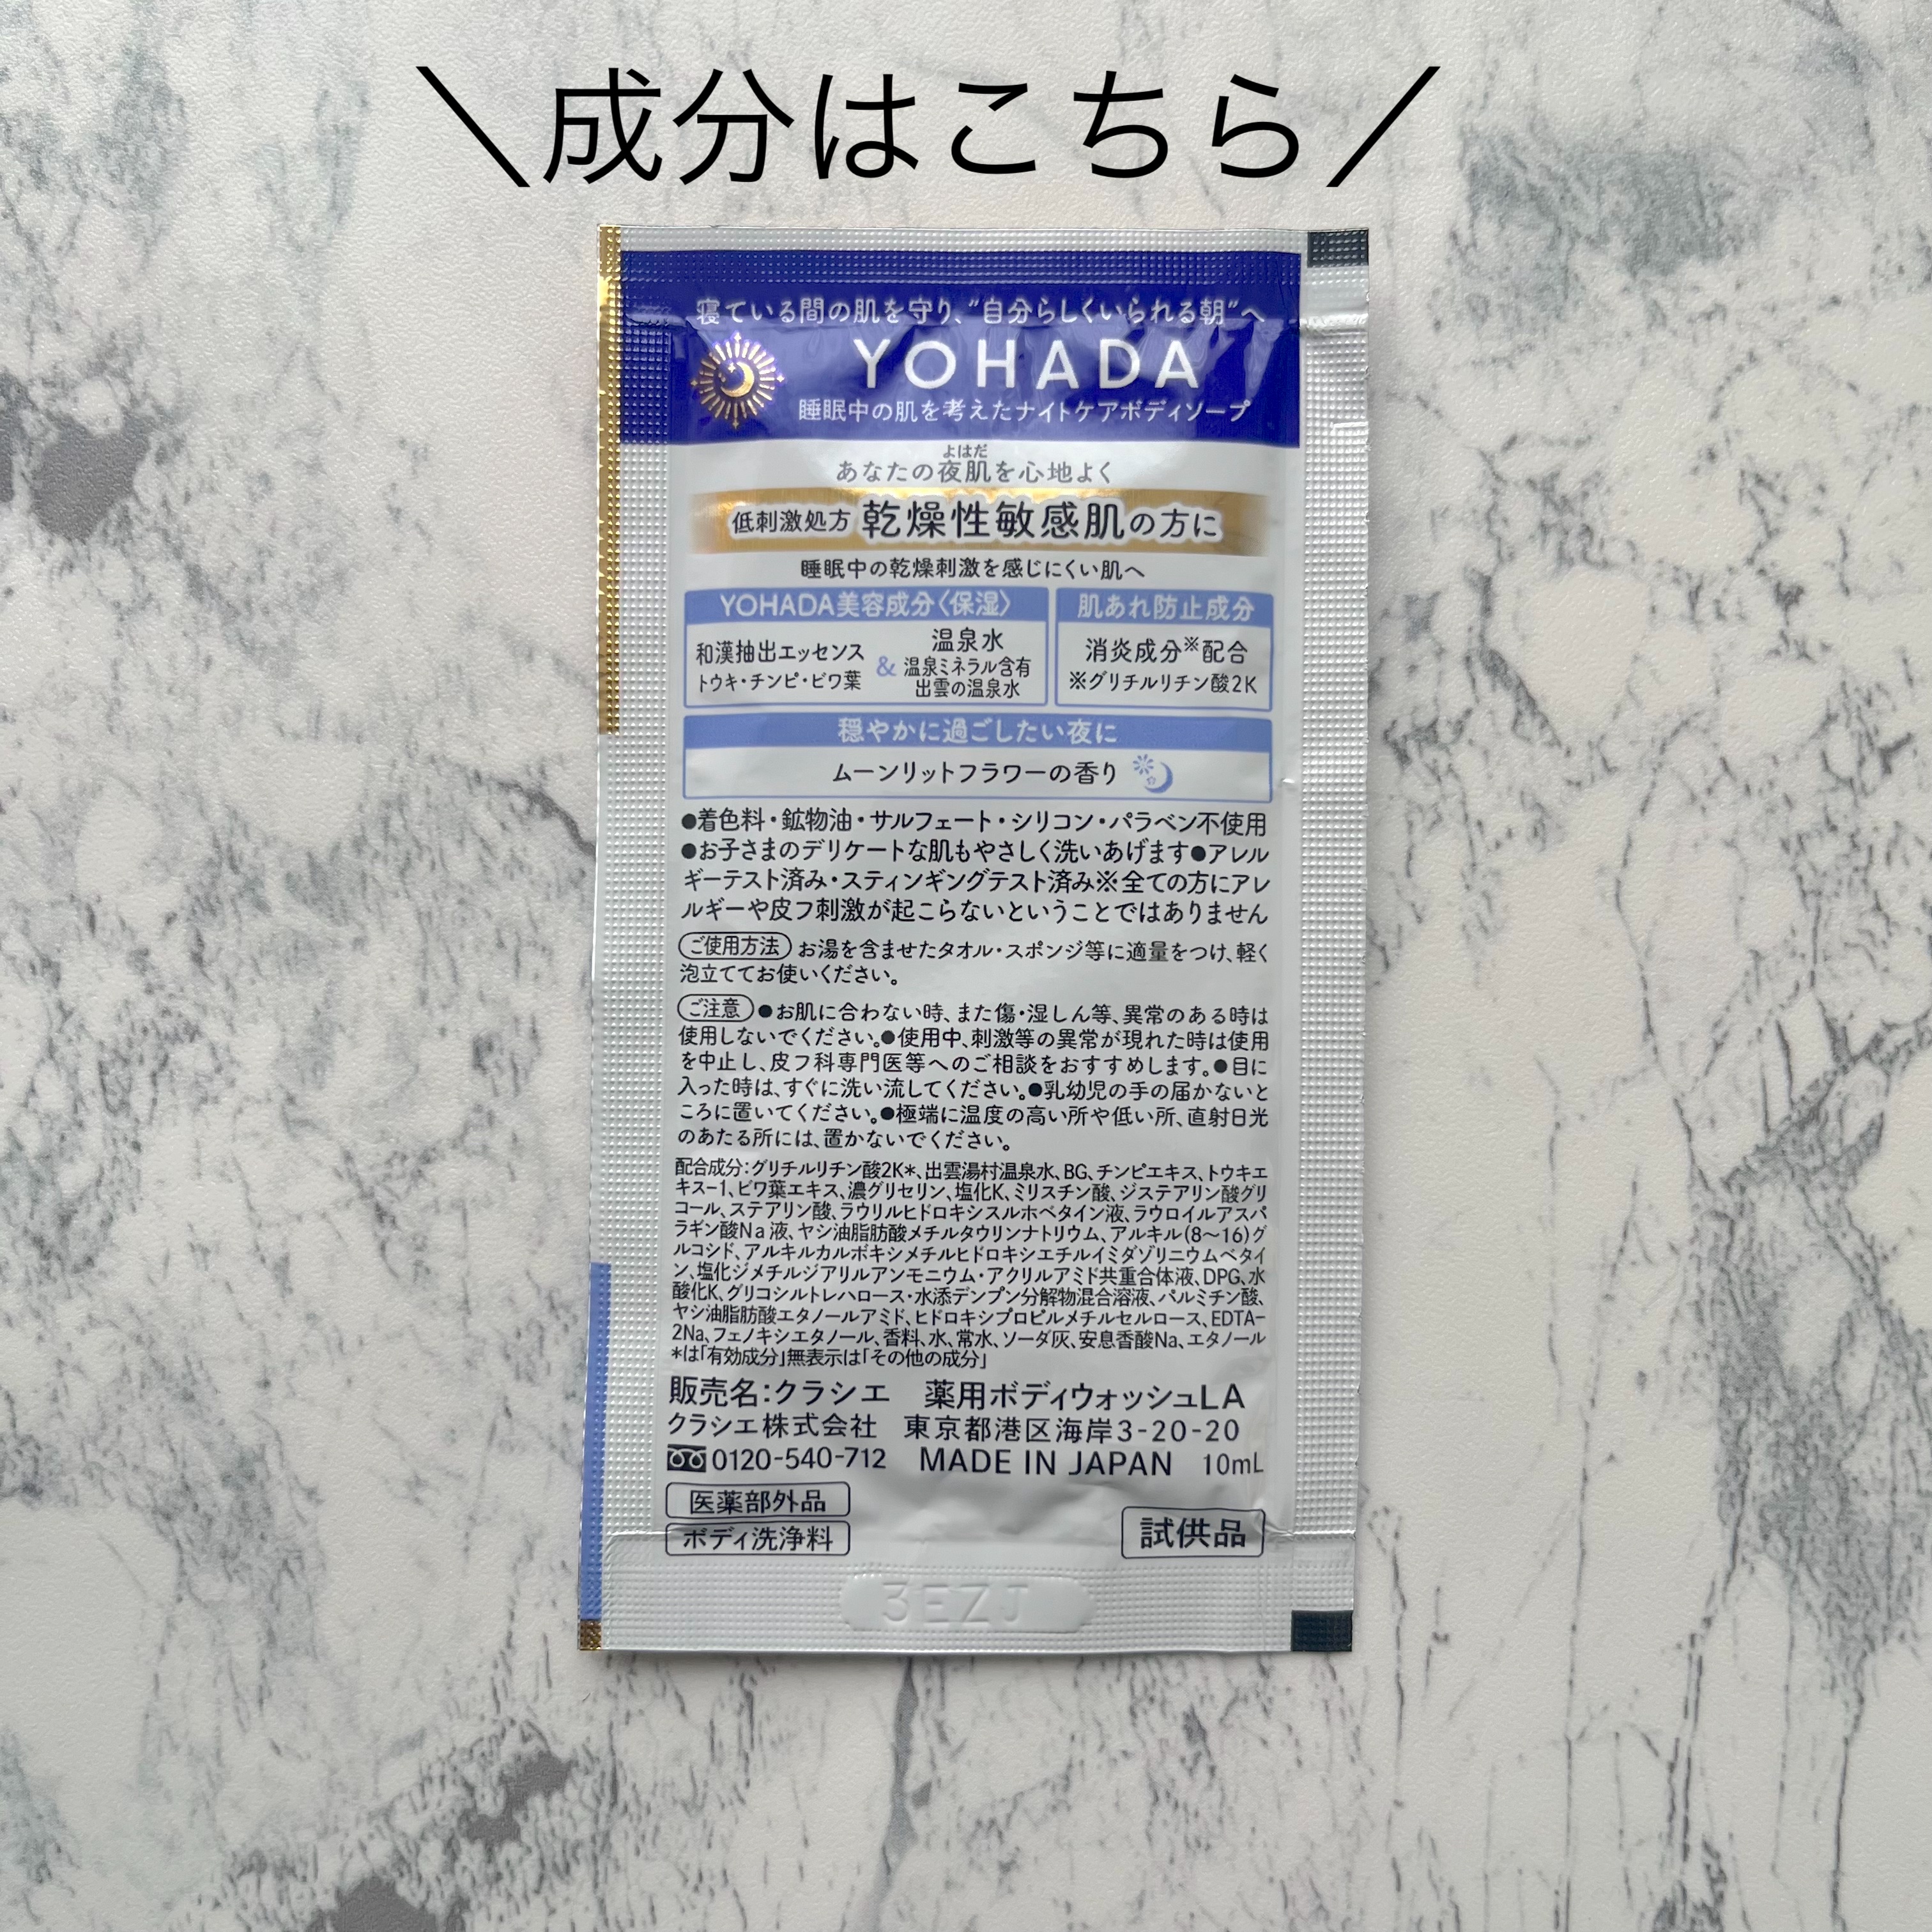 ＼成分はこちら／
寝ている間の肌を守り、"自分らしくいられる朝"へ
YOHADA
睡眠中の肌を考えたナイトケアボディソープ
よはだ
あなたの夜肌を心地よく
低刺激処方 乾燥性敏感肌の方に
睡眠中の乾燥刺激を感じにくい肌へ
YOHADA美容成分〈保湿〉
和漢抽出エッセンス
トウキ・チンピ・ビワ葉
&
温泉水
温泉ミネラル含有
出雲の温泉水
肌あれ防止成分
消炎成分※配合
※グリチルリチン酸2K
穏やかに過ごしたい夜に
ムーンリットフラワーの香り
●着色料・鉱物油・サルフェート・シリコン・パラベン不使用
●お子さまのデリケートな肌もやさしく洗いあげます●アレル
ギーテスト済み・スティンギングテスト済み※全ての方にアレ
ルギーや皮フ刺激が起こらないということではありません
ご使用方法 お湯を含ませたタオル・スポンジ等に適量をつけ、軽く
泡立ててお使いください。
ご注意 ●お肌に合わない時、また傷・湿しん等、異常のある時は
使用しないでください。●使用中、刺激等の異常が現れた時は使用
を中止し、皮フ科専門医等へのご相談をおすすめします。●目に
入った時は、すぐに洗い流してください。●乳幼児の手の届かないと
ころに置いてください。●極端に温度の高い所や低い所、直射日光
のあたる所には、置かないでください。
配合成分：グリチルリチン酸2K*、出雲湯村温泉水、BG、チンピエキス、トウキエ
キス-1、ビワ葉エキス、濃グリセリン、塩化K、ミリスチン酸、ジステアリン酸グリ
コール、ステアリン酸、ラウリルヒドロキシスルホベタイン液、ラウロイルアスパ
ラギン酸Na液、ヤシ油脂肪酸メチルタウリンナトリウム、アルキル(8～16)グ
ルコシド、アルキルカルボキシメチルヒドロキシエチルイミダゾリニウムベタイ
ン、塩化ジメチルジアリルアンモニウム・アクリルアミド共重合体液、DPG、水
酸化K、グリコシルトレハロース・水添デンプン分解物混合溶液、パルミチン酸、
ヤシ油脂肪酸エタノールアミド、ヒドロキシプロピルメチルセルロース、EDTA-
2Na、フェノキシエタノール、香料、水、常水、ソーダ灰、安息香酸Na、エタノール
*は「有効成分」無表示は「その他の成分」
販売名：クラシエ　薬用ボディウォッシュLA
クラシエ株式会社　東京都港区海岸3-20-20
0120-540-712　MADE IN JAPAN　10mL
医薬部外品
ボディ洗浄料
試供品
3EZJ